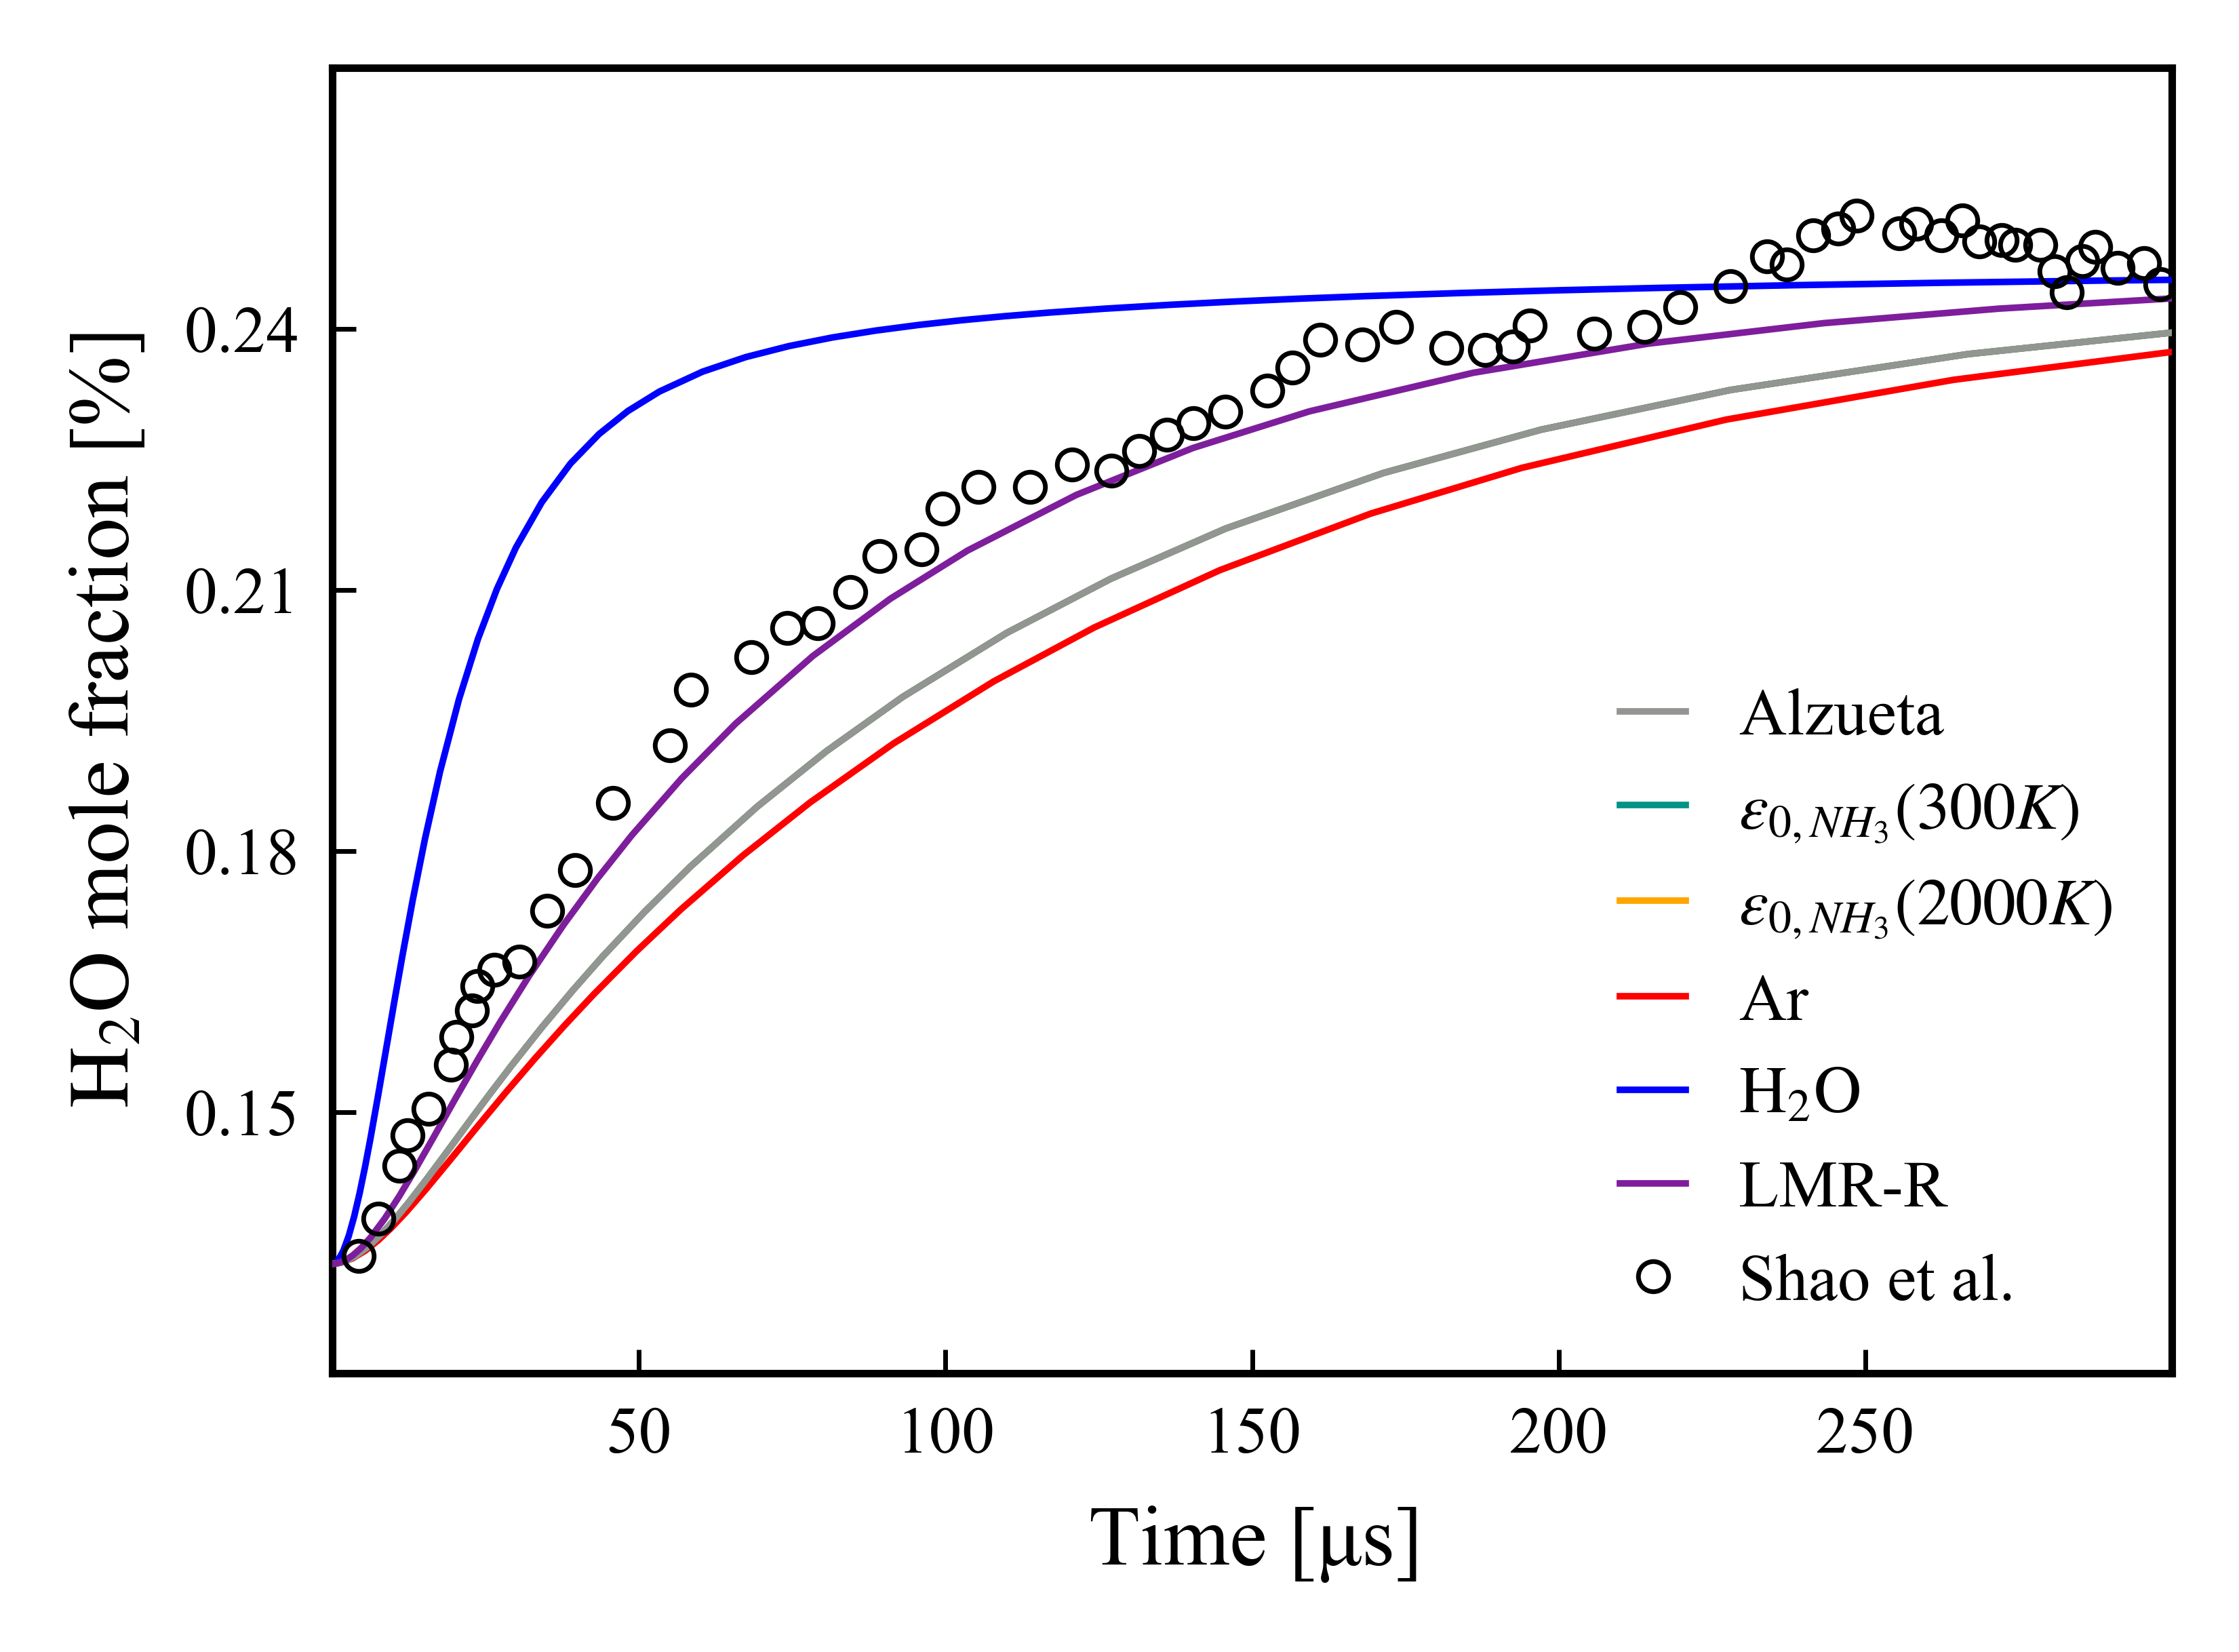 H₂O mole fraction [%]
0.24
0.21
0.18
0.15
50 100 150 200 250
Time [μs]
Alzueta
ε₀,NH₃(300K)
ε₀,NH₃(2000K)
Ar
H₂O
LMR-R
Shao et al.